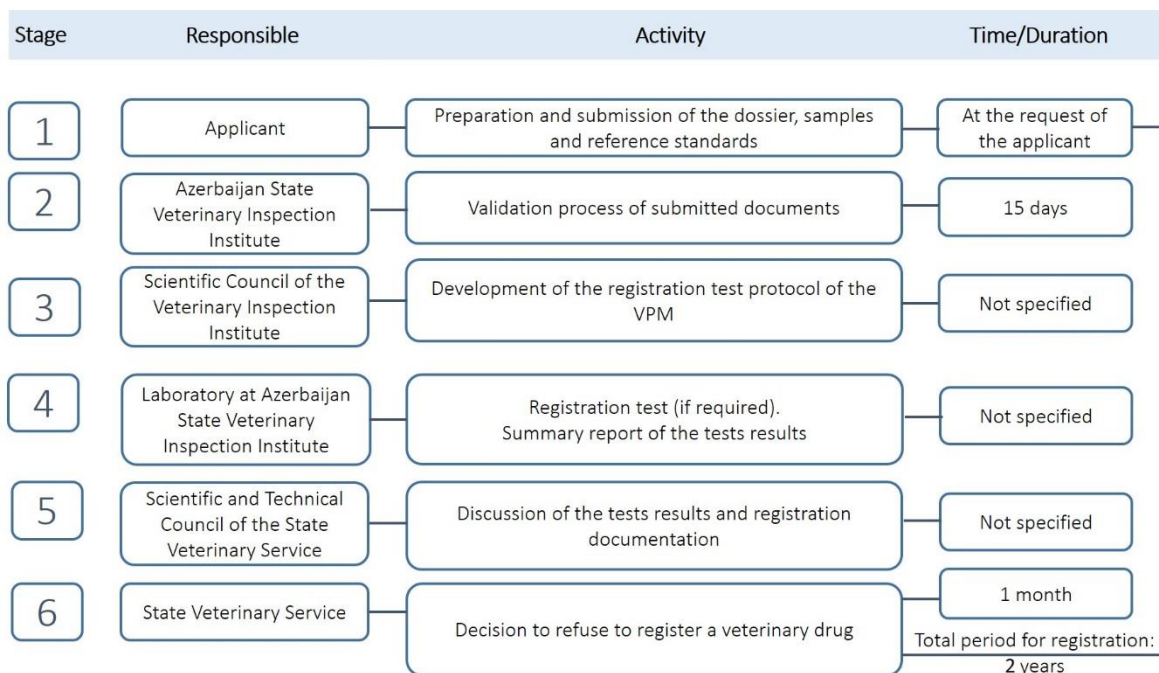 Stage Responsible Activity Time/Duration
1
Applicant
Preparation and submission of the dossier, samples
and reference standards
At the request of
the applicant
2
Azerbaijan State
Veterinary Inspection
Institute
Validation process of submitted documents
15 days
3
Scientific Council of the
Veterinary Inspection
Institute
Development of the registration test protocol of the
VPM
Not specified
4
Laboratory at Azerbaijan
State Veterinary
Inspection Institute
Registration test (if required).
Summary report of the tests results
Not specified
5
Scientific and Technical
Council of the State
Veterinary Service
Discussion of the tests results and registration
documentation
Not specified
6
State Veterinary Service
Decision to refuse to register a veterinary drug
1 month
Total period for registration:
2 years